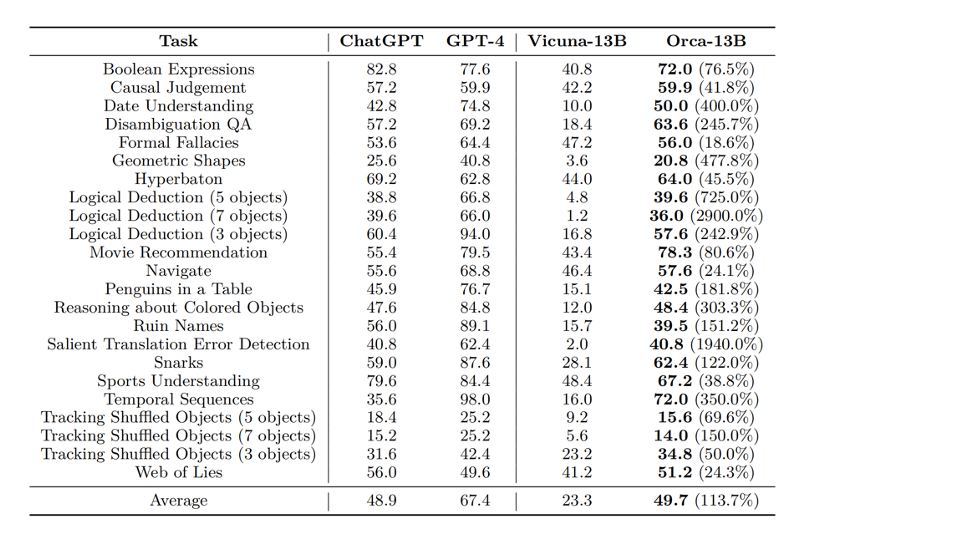 Task ChatGPT GPT-4 Vicuna-13B Orca-13B
Boolean Expressions 82.8 77.6 40.8 72.0 (76.5%)
Causal Judgement 57.2 59.9 42.2 59.9 (41.8%)
Date Understanding 42.8 74.8 10.0 50.0 (400.0%)
Disambiguation QA 57.2 69.2 18.4 63.6 (245.7%)
Formal Fallacies 53.6 64.4 47.2 56.0 (18.6%)
Geometric Shapes 25.6 40.8 3.6 20.8 (477.8%)
Hyperbaton 69.2 62.8 44.0 64.0 (45.5%)
Logical Deduction (5 objects) 38.8 66.8 4.8 39.6 (725.0%)
Logical Deduction (7 objects) 39.6 66.0 1.2 36.0 (2900.0%)
Logical Deduction (3 objects) 60.4 94.0 16.8 57.6 (242.9%)
Movie Recommendation 55.4 79.5 43.4 78.3 (80.6%)
Navigate 55.6 68.8 46.4 57.6 (24.1%)
Penguins in a Table 45.9 76.7 15.1 42.5 (181.8%)
Reasoning about Colored Objects 47.6 84.8 12.0 48.4 (303.3%)
Ruin Names 56.0 89.1 15.7 39.5 (151.2%)
Salient Translation Error Detection 40.8 62.4 2.0 40.8 (1940.0%)
Snarks 59.0 87.6 28.1 62.4 (122.0%)
Sports Understanding 79.6 84.4 48.4 67.2 (38.8%)
Temporal Sequences 35.6 98.0 16.0 72.0 (350.0%)
Tracking Shuffled Objects (5 objects) 18.4 25.2 9.2 15.6 (69.6%)
Tracking Shuffled Objects (7 objects) 15.2 25.2 5.6 14.0 (150.0%)
Tracking Shuffled Objects (3 objects) 31.6 42.4 23.2 34.8 (50.0%)
Web of Lies 56.0 49.6 41.2 51.2 (24.3%)
Average 48.9 67.4 23.3 49.7 (113.7%)